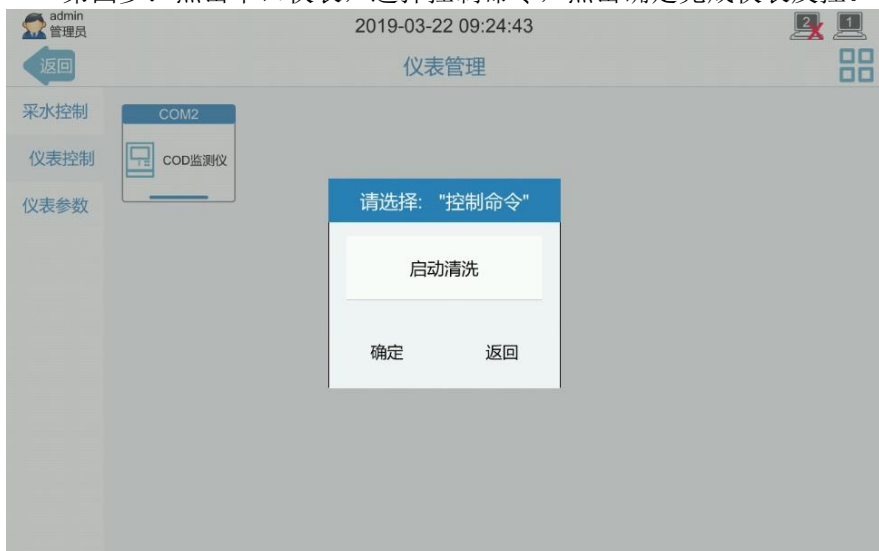 admin
管理员
2019-03-22 09:24:43
2
1
返回
仪表管理
采水控制
COM2
仪表控制
COD监测仪
仪表参数
请选择: "控制命令"
启动清洗
确定
返回